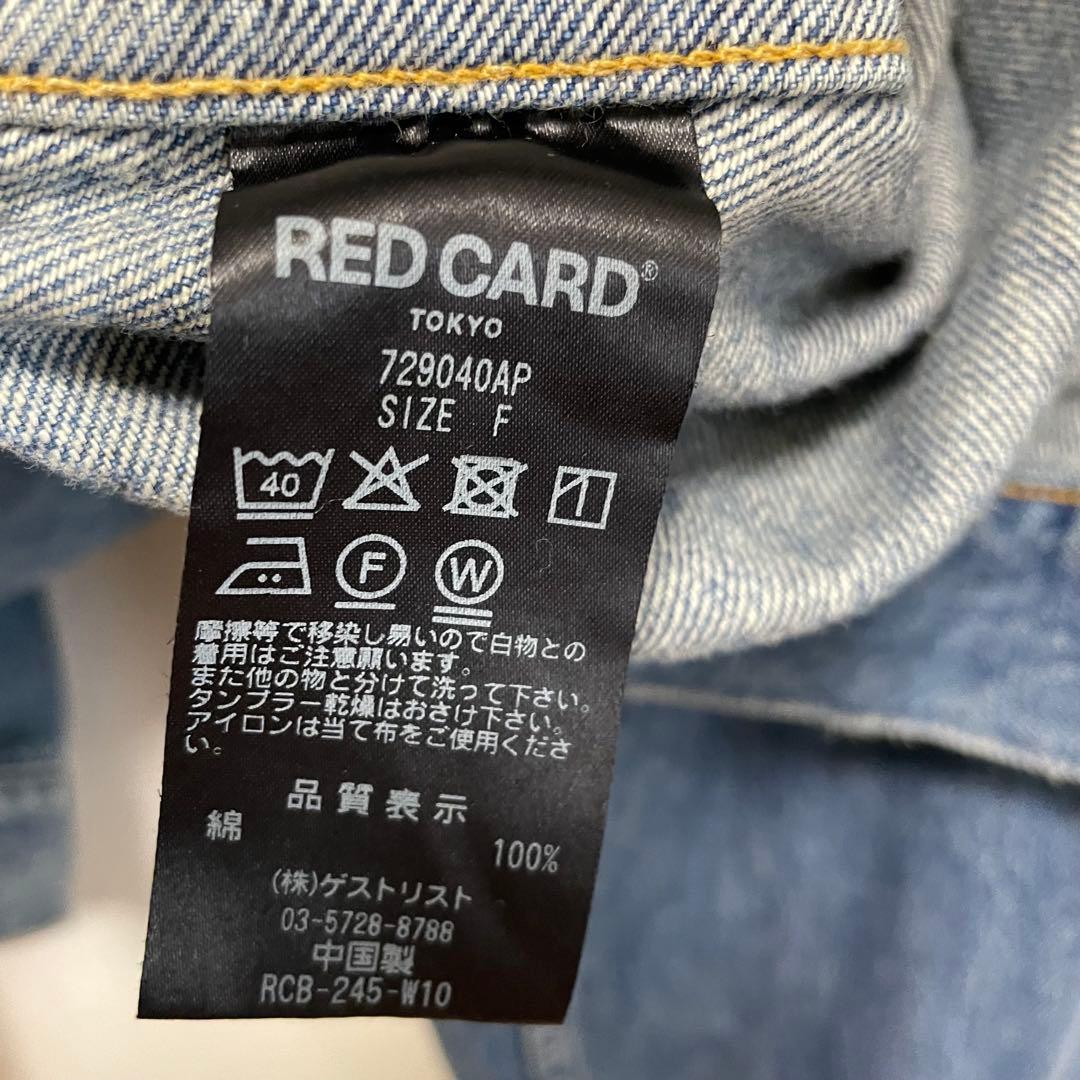 RED CARD®
TOKYO
729040AP
SIZE F
40
F W
摩擦等で移染し易いので白物との
着用はご注意願います。
また他の物と分けて洗って下さい。
タンブラー乾燥はおさけ下さい。
アイロンは当て布をご使用くださ
い。
品質表示
綿 100%
(株)ゲストリスト
03-5728-8788
中国製
RCB-245-W10